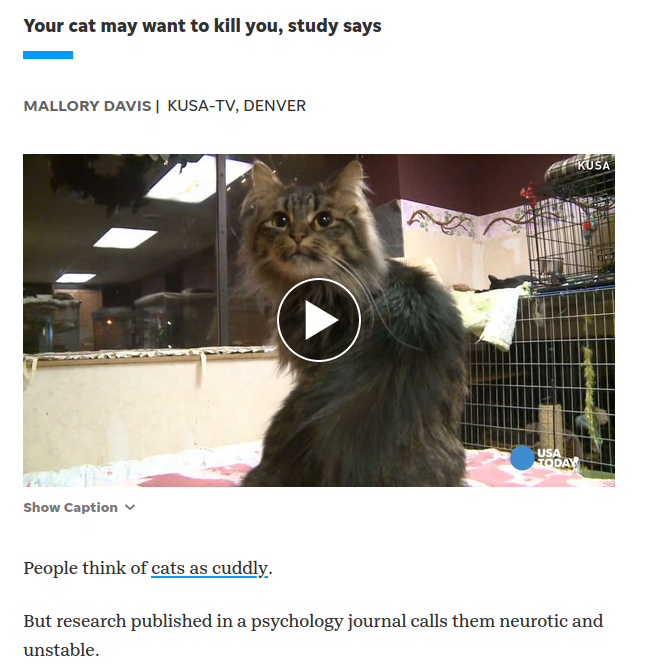 Your cat may want to kill you, study says
MALLORY DAVIS | KUSA-TV, DENVER
KUSA
USA
TODAY
Show Caption
People think of cats as cuddly.
But research published in a psychology journal calls them neurotic and
unstable.